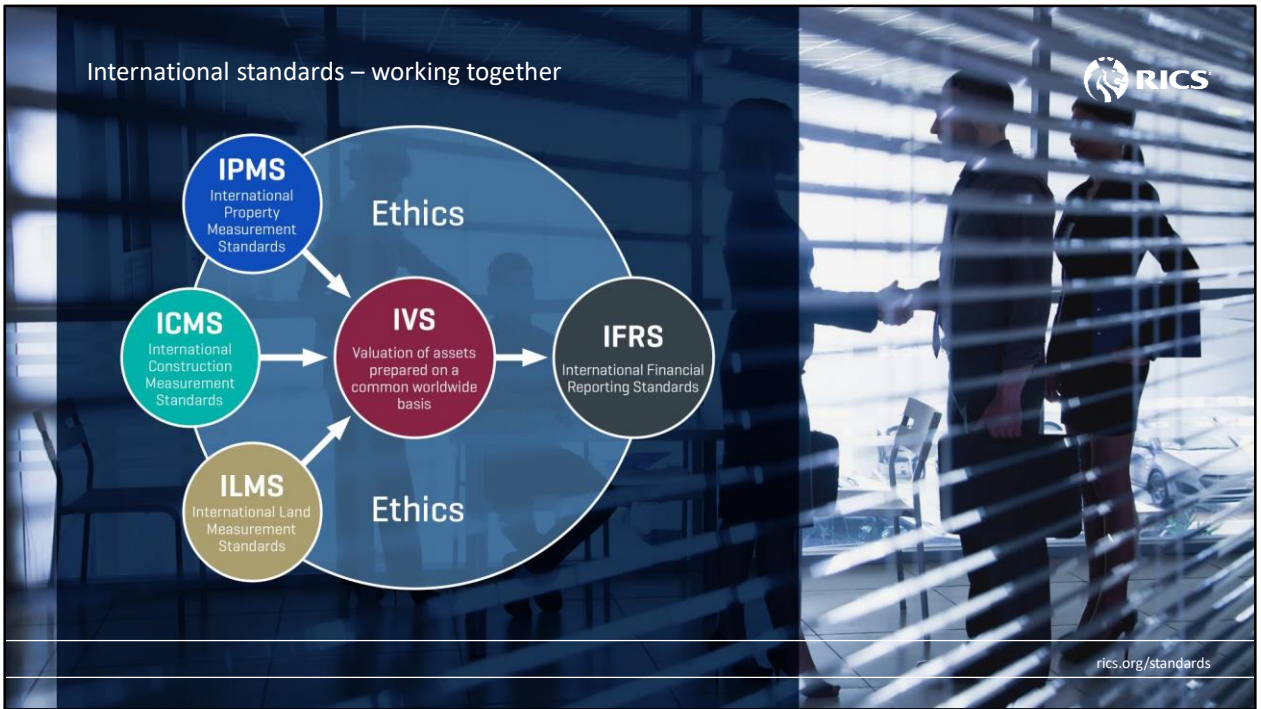 International standards – working together
RICS
IPMS
International
Property
Measurement
Standards
Ethics
ICMS
International
Construction
Measurement
Standards
IVS
Valuation of assets
prepared on a
common worldwide
basis
IFRS
International Financial
Reporting Standards
ILMS
International Land
Measurement
Standards
Ethics
rics.org/standards